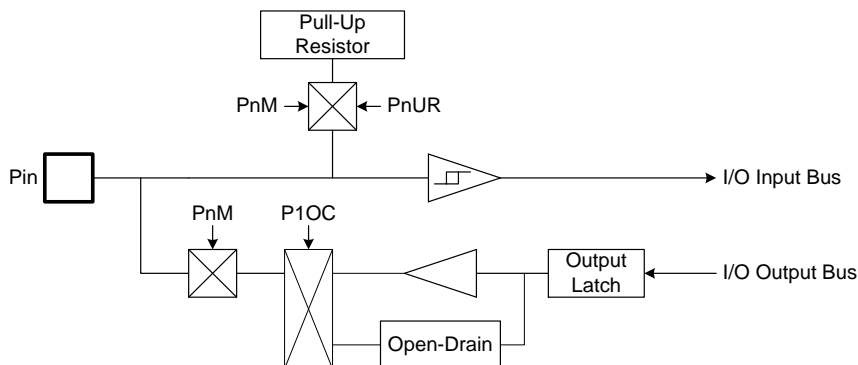 Pull-Up
Resistor
PnM
PnUR
Pin
I/O Input Bus
PnM
P1OC
Output
Latch
I/O Output Bus
Open-Drain